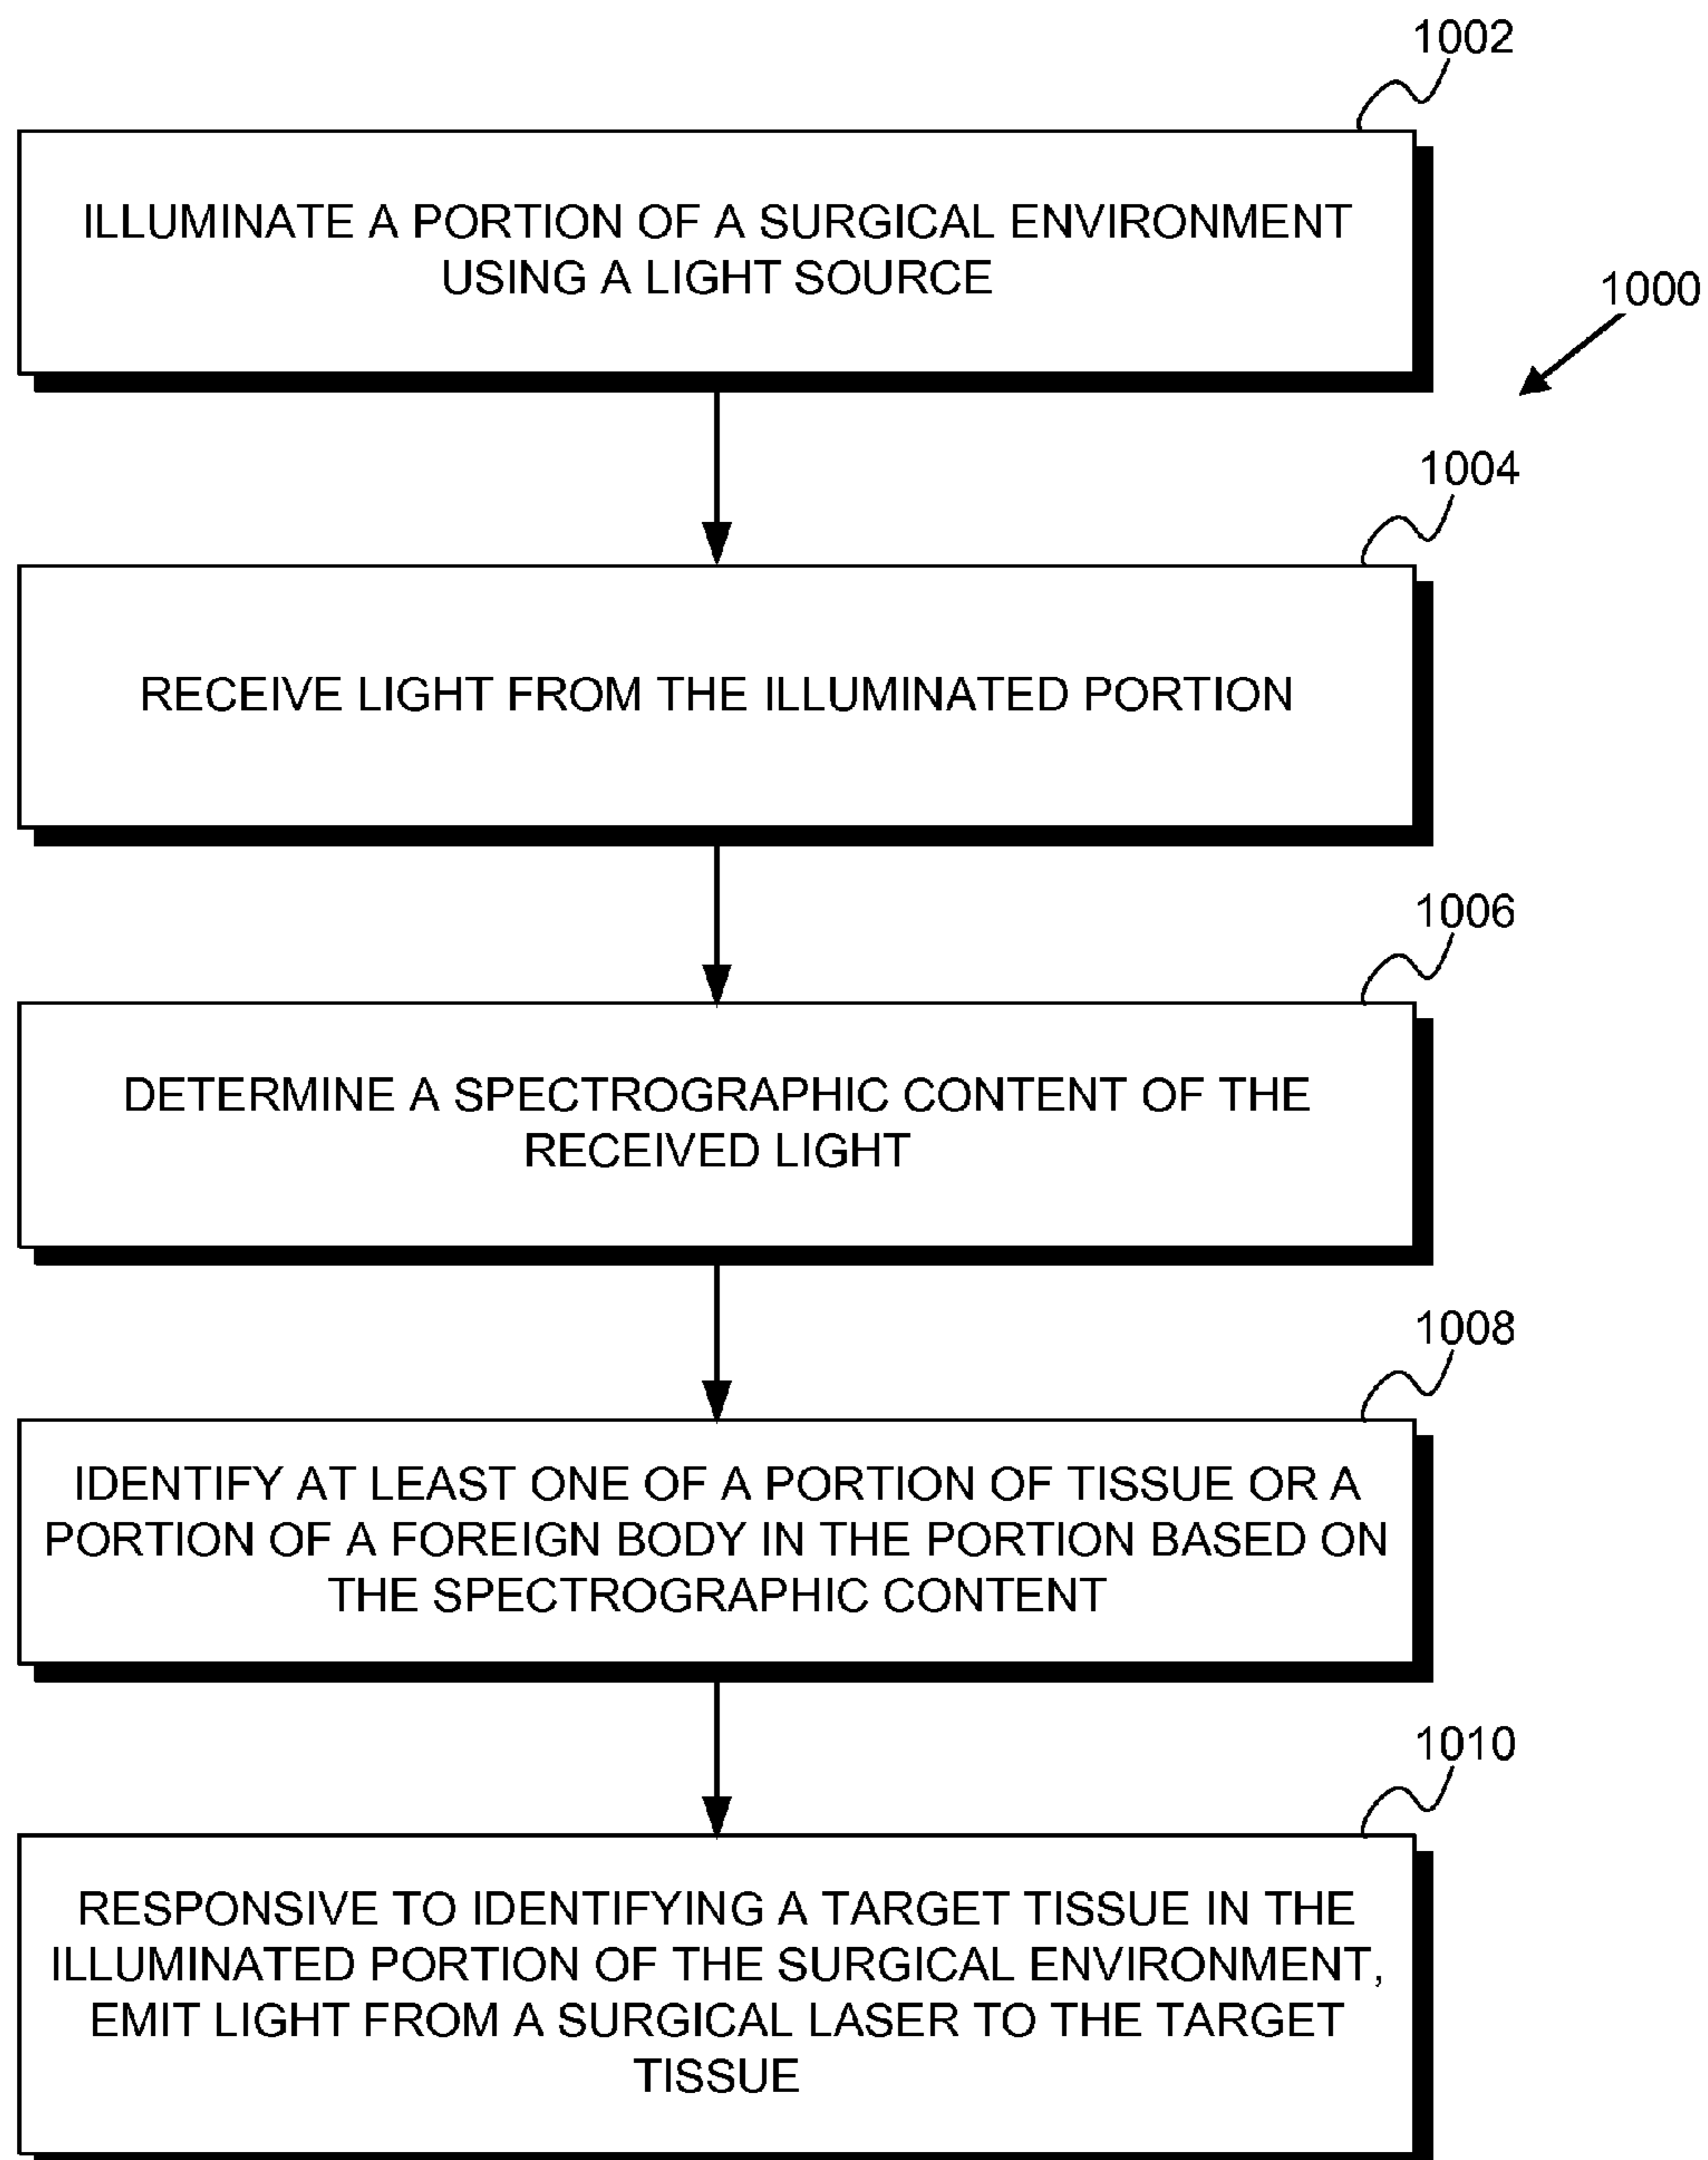 1002
ILLUMINATE A PORTION OF A SURGICAL ENVIRONMENT
USING A LIGHT SOURCE
1000
1004
RECEIVE LIGHT FROM THE ILLUMINATED PORTION
1006
DETERMINE A SPECTROGRAPHIC CONTENT OF THE
RECEIVED LIGHT
1008
IDENTIFY AT LEAST ONE OF A PORTION OF TISSUE OR A
PORTION OF A FOREIGN BODY IN THE PORTION BASED ON
THE SPECTROGRAPHIC CONTENT
1010
RESPONSIVE TO IDENTIFYING A TARGET TISSUE IN THE
ILLUMINATED PORTION OF THE SURGICAL ENVIRONMENT,
EMIT LIGHT FROM A SURGICAL LASER TO THE TARGET
TISSUE